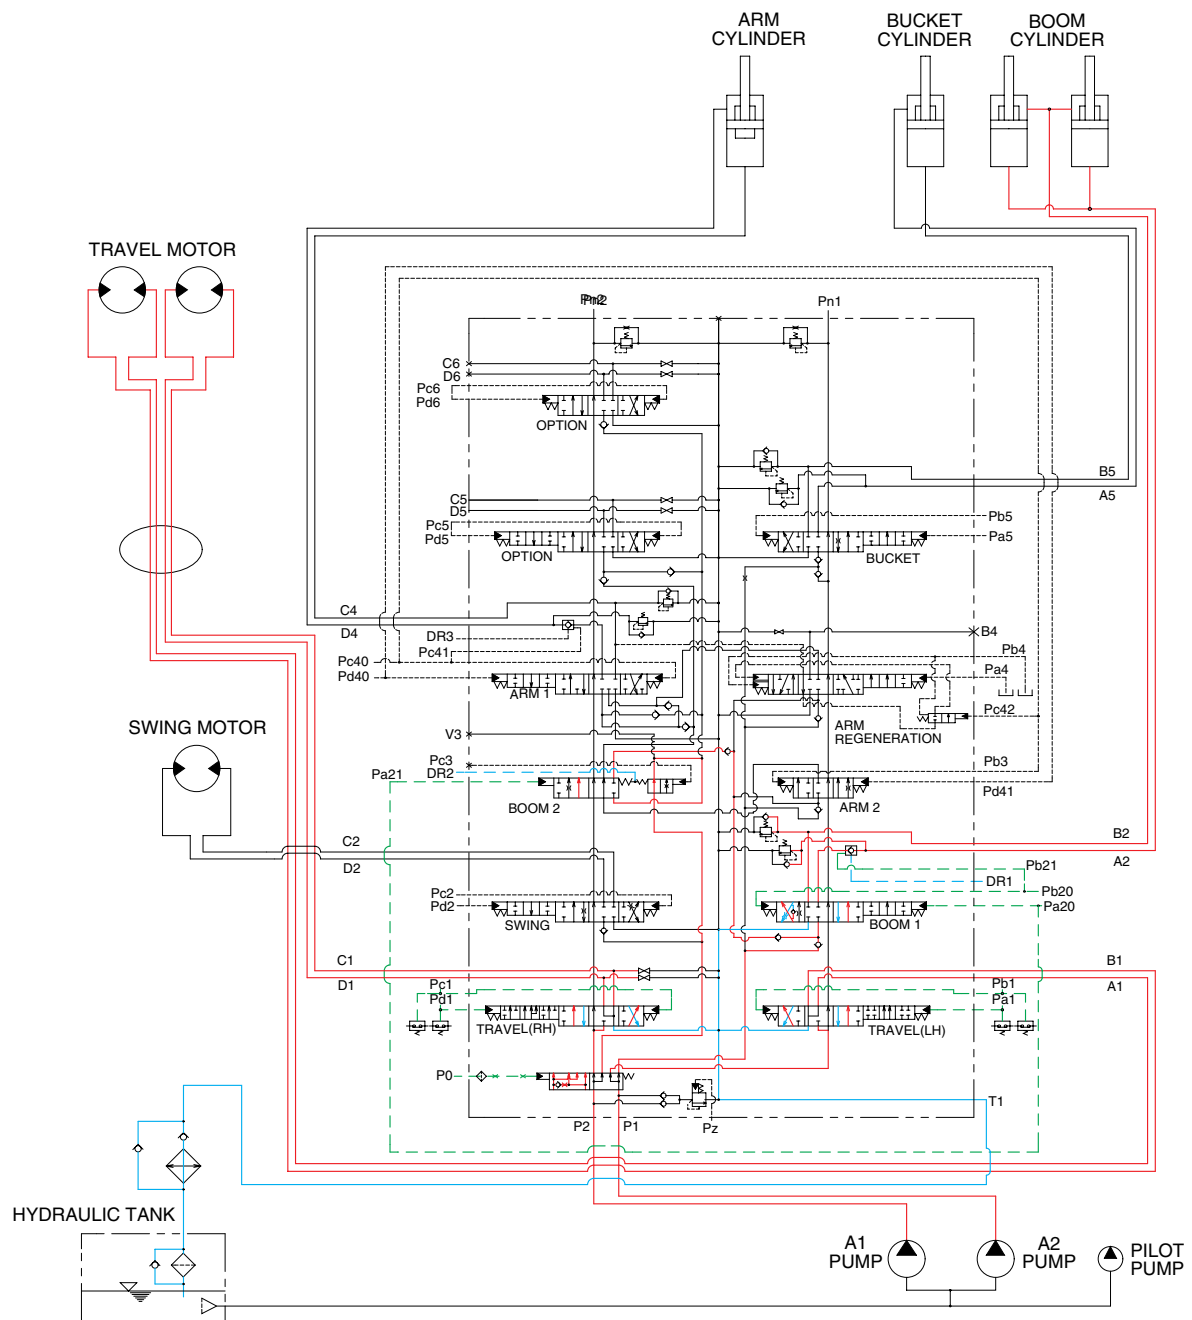 ARM
CYLINDER
BUCKET
CYLINDER
BOOM
CYLINDER
TRAVEL MOTOR
Pn2
Pn1
C6
D6
Pc6
Pd6
OPTION
B5
A5
C5
D5
Pc5
Pd5
OPTION
Pb5
Pa5
BUCKET
C4
D4
DR3
Pc41
Pc40
Pd40
ARM 1
B4
Pb4
Pa4
Pc42
ARM
REGENERATION
SWING MOTOR
V3
Pc3
DR2
Pa21
BOOM 2
Pb3
Pd41
ARM 2
B2
A2
C2
D2
Pb21
DR1
Pb20
Pa20
Pc2
Pd2
SWING
BOOM 1
C1
D1
B1
A1
Pc1
Pd1
TRAVEL(RH)
Pb1
Pa1
TRAVEL(LH)
P0
P2
P1
Pz
T1
HYDRAULIC TANK
A1
PUMP
A2
PUMP
PILOT
PUMP